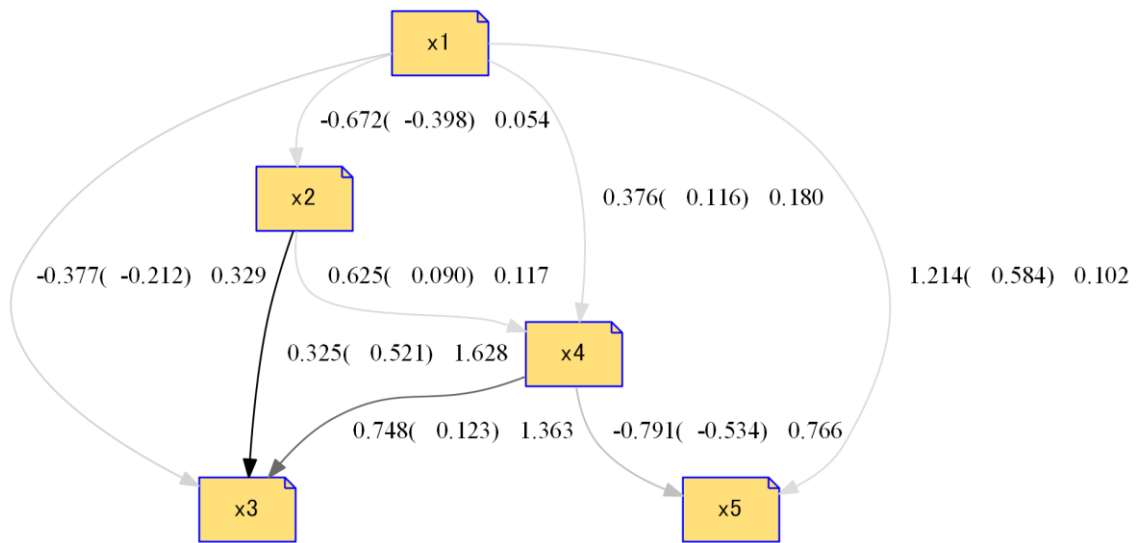 x1
-0.672( -0.398) 0.054
x2
0.376( 0.116) 0.180
-0.377( -0.212) 0.329
0.625( 0.090) 0.117
1.214( 0.584) 0.102
0.325( 0.521) 1.628
x4
0.748( 0.123) 1.363
-0.791( -0.534) 0.766
x3
x5